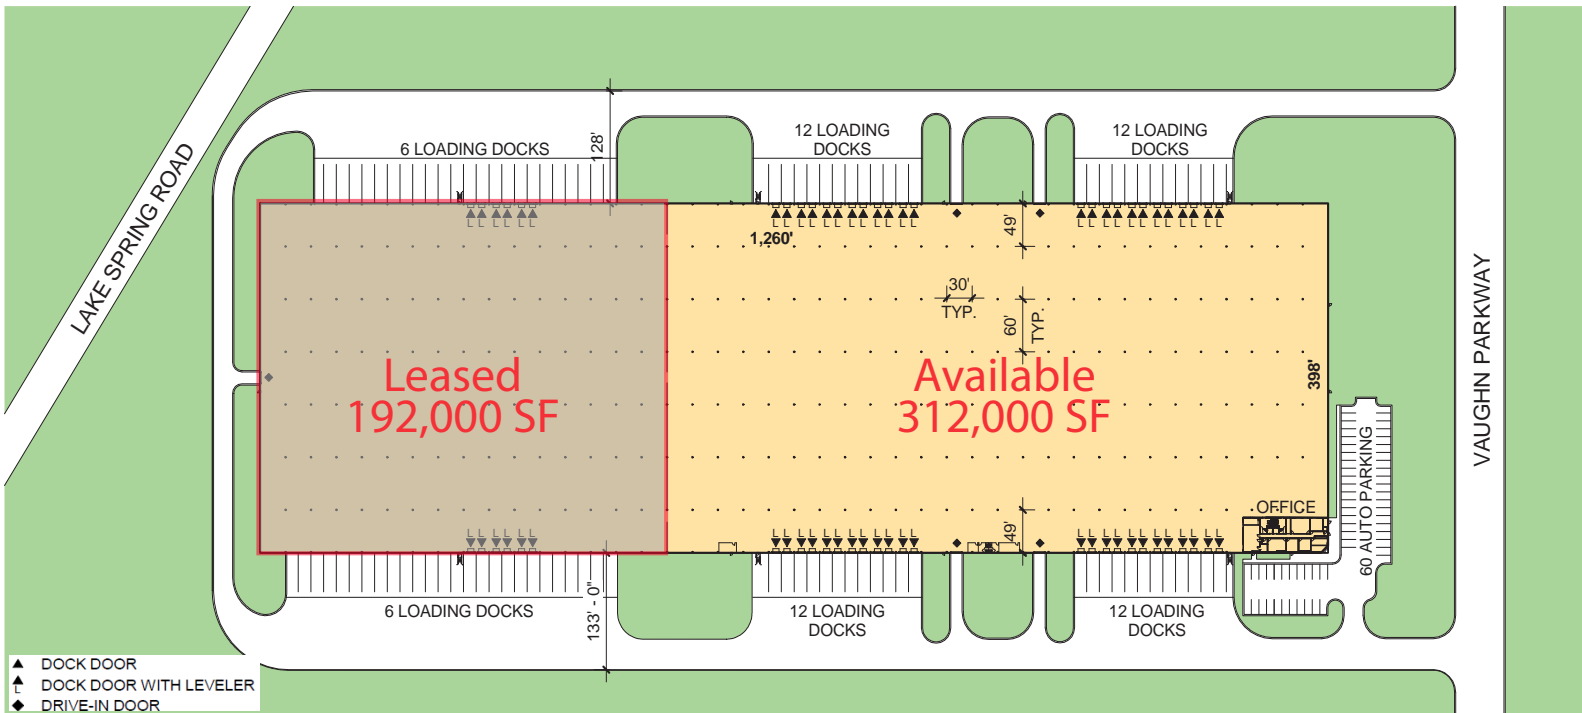 LAKE SPRING ROAD
6 LOADING DOCKS
128'
12 LOADING
DOCKS
12 LOADING
DOCKS
L L L L L L
L L L L L L
L L L L L L
1,260'
49'
30'
TYP.
60'
TYP.
398'
Leased
192,000 SF
Available
312,000 SF
VAUGHN PARKWAY
OFFICE
49'
60 AUTO PARKING
L L L L L L
L L L L L L
L L L L L L
6 LOADING DOCKS
133' - 0"
12 LOADING
DOCKS
12 LOADING
DOCKS
DOCK DOOR
L DOCK DOOR WITH LEVELER
DRIVE-IN DOOR